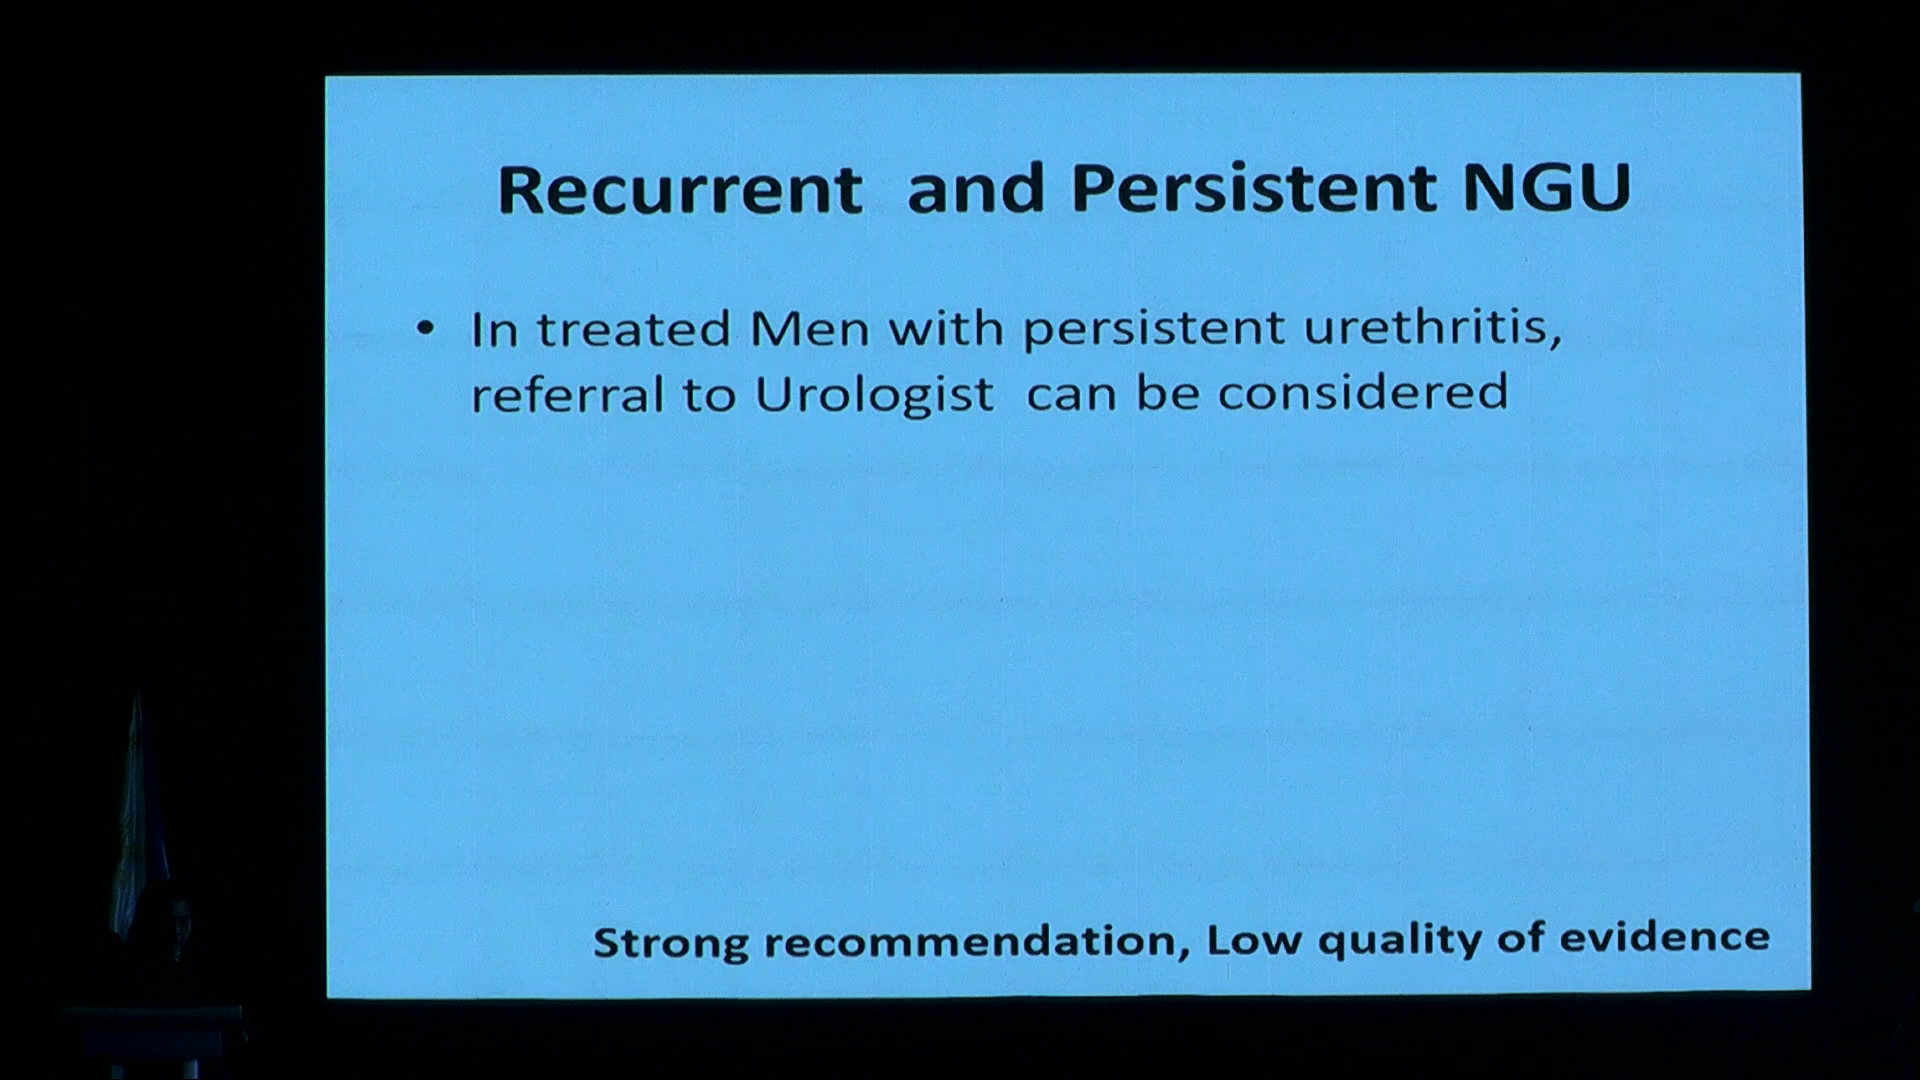 Recurrent and Persistent NGU
• In treated Men with persistent urethritis,
referral to Urologist can be considered
Strong recommendation, Low quality of evidence